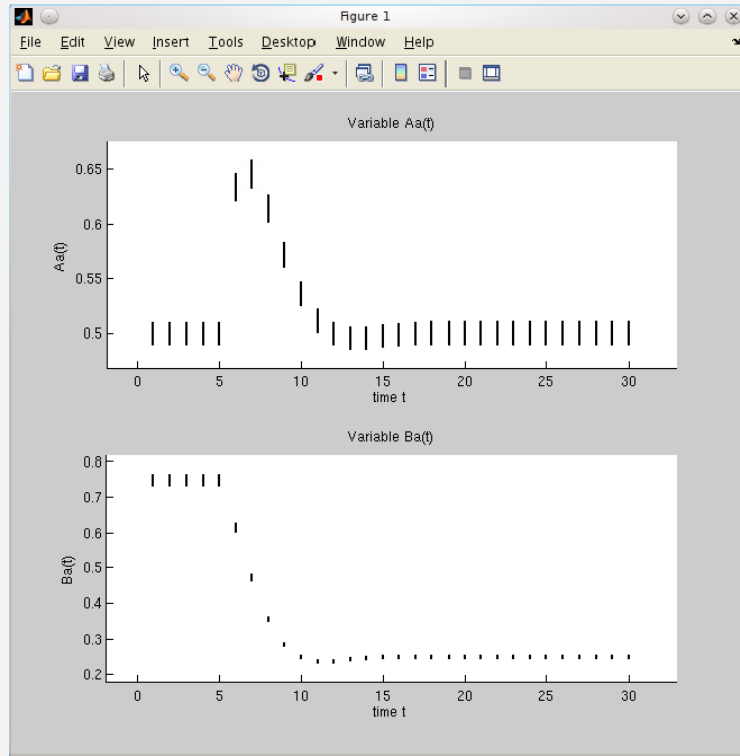 Figure 1
File Edit View Insert Tools Desktop Window Help
Variable Aa(t)
0.65
0.6
0.55
0.5
Aa(t)
0 5 10 15 20 25 30
time t
Variable Ba(t)
0.8
0.7
0.6
0.5
0.4
0.3
0.2
Ba(t)
0 5 10 15 20 25 30
time t